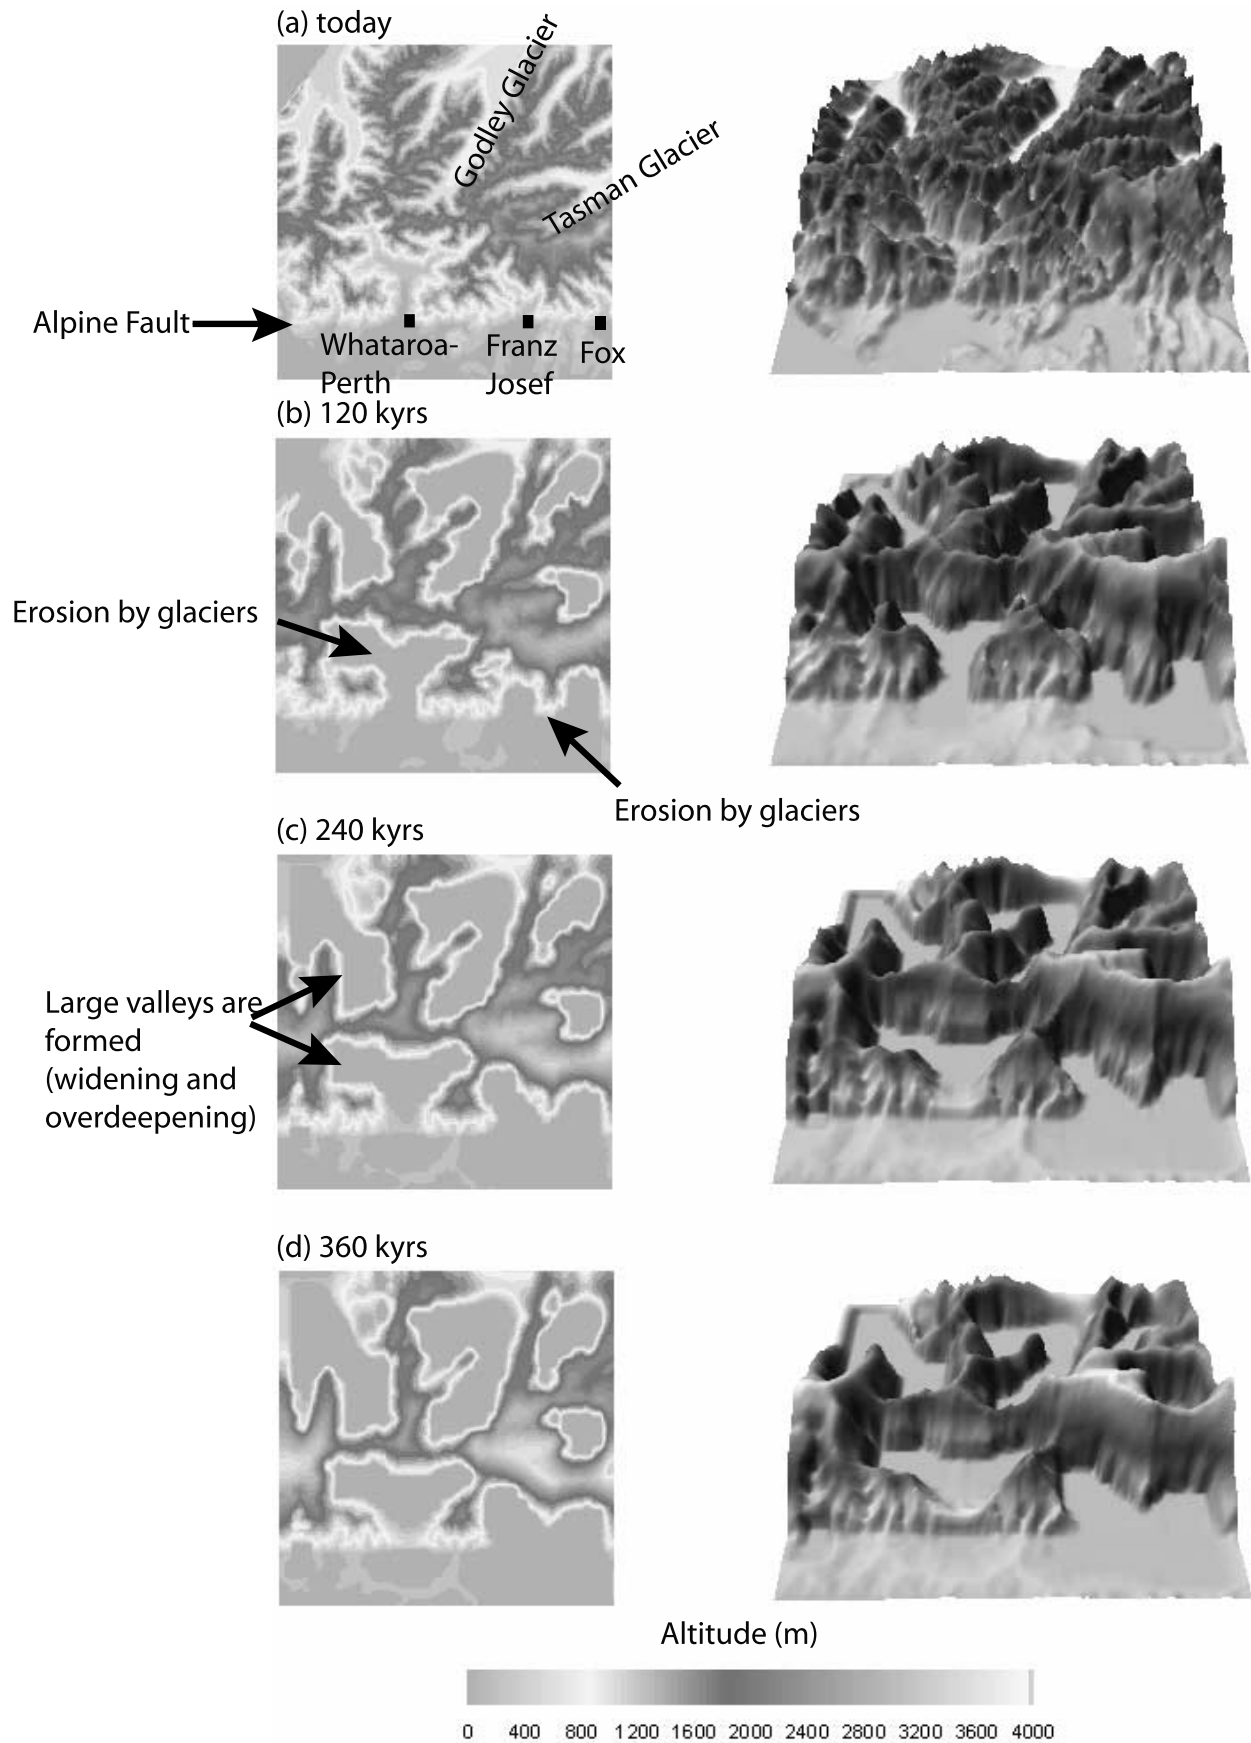 (a) today
Godley Glacier
Tasman Glacier
Alpine Fault
Whataroa-
Perth
Franz
Josef
Fox
(b) 120 kyrs
Erosion by glaciers
Erosion by glaciers
(c) 240 kyrs
Large valleys are
formed
(widening and
overdeepening)
(d) 360 kyrs
Altitude (m)
0 400 800 1200 1600 2000 2400 2800 3200 3600 4000